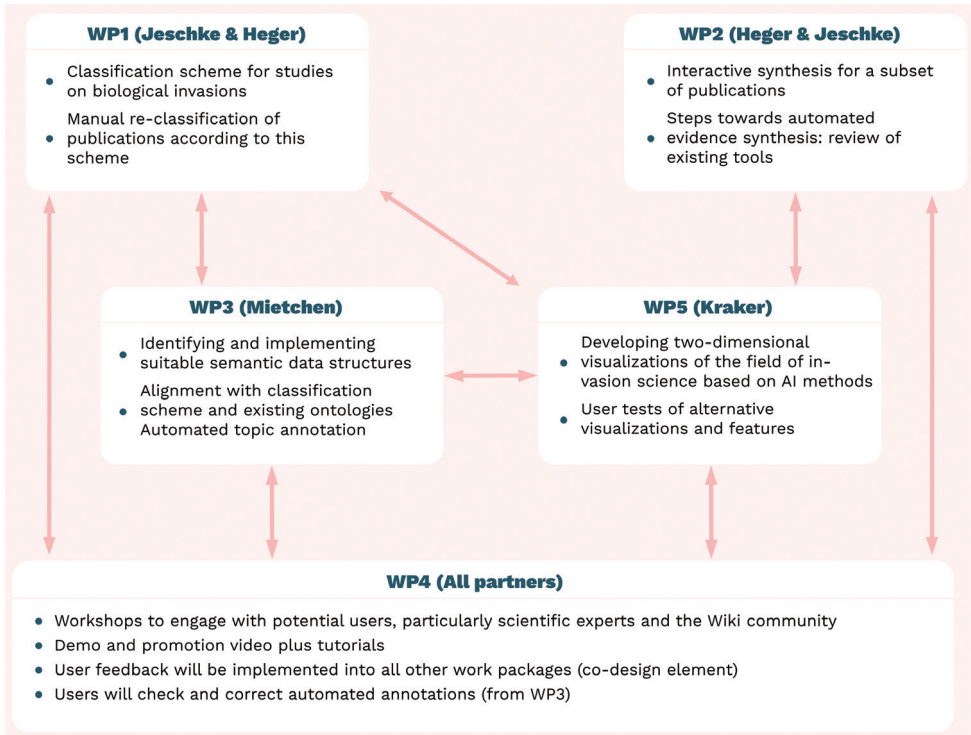 WP1 (Jeschke & Heger)
• Classification scheme for studies
on biological invasions
• Manual re-classification of
publications according to this
scheme
WP2 (Heger & Jeschke)
• Interactive synthesis for a subset
of publications
• Steps towards automated
evidence synthesis: review of
existing tools
WP3 (Mietchen)
• Identifying and implementing
suitable semantic data structures
• Alignment with classification
scheme and existing ontologies
Automated topic annotation
WP5 (Kraker)
• Developing two-dimensional
visualizations of the field of in-
vasion science based on AI methods
• User tests of alternative
visualizations and features
WP4 (All partners)
• Workshops to engage with potential users, particularly scientific experts and the Wiki community
• Demo and promotion video plus tutorials
• User feedback will be implemented into all other work packages (co-design element)
• Users will check and correct automated annotations (from WP3)